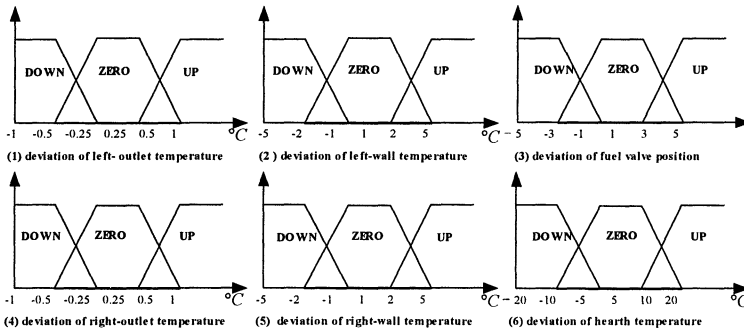 DOWN ZERO UP
-1 -0.5 -0.25 0.25 0.5 1 °C
(1) deviation of left- outlet temperature
DOWN ZERO UP
-5 -2 -1 1 2 5 °C
(2 ) deviation of left-wall temperature
DOWN ZERO UP
-5 -3 -1 1 3 5
(3) deviation of fuel valve position
DOWN ZERO UP
-1 -0.5 -0.25 0.25 0.5 1 °C
(4) deviation of right-outlet temperature
DOWN ZERO UP
-5 -2 -1 1 2 5 °C
(5) deviation of right-wall temperature
DOWN ZERO UP
-20 -10 -5 5 10 20 °C
(6) deviation of hearth temperature